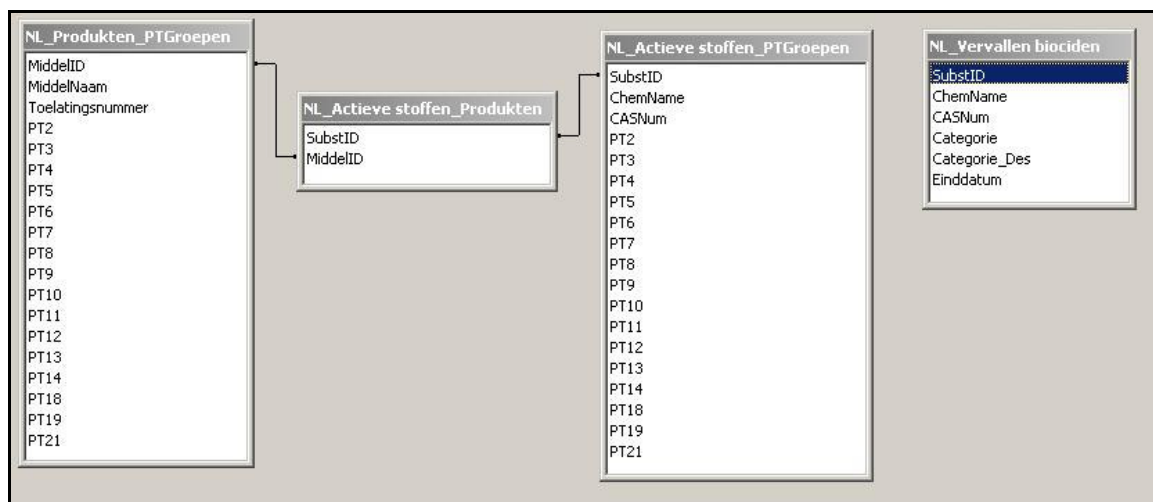 NL_Produkten_PTGroepen
MiddelID
MiddelNaam
Toelatingsnummer
PT2
PT3
PT4
PT5
PT6
PT7
PT8
PT9
PT10
PT11
PT12
PT13
PT14
PT18
PT19
PT21
NL_Actieve stoffen_Produkten
SubstID
MiddelID
NL_Actieve stoffen_PTGroepen
SubstID
ChemName
CASNum
PT2
PT3
PT4
PT5
PT6
PT7
PT8
PT9
PT10
PT11
PT12
PT13
PT14
PT18
PT19
PT21
NL_Vervallen biociden
SubstID
ChemName
CASNum
Categorie
Categorie_Des
Einddatum